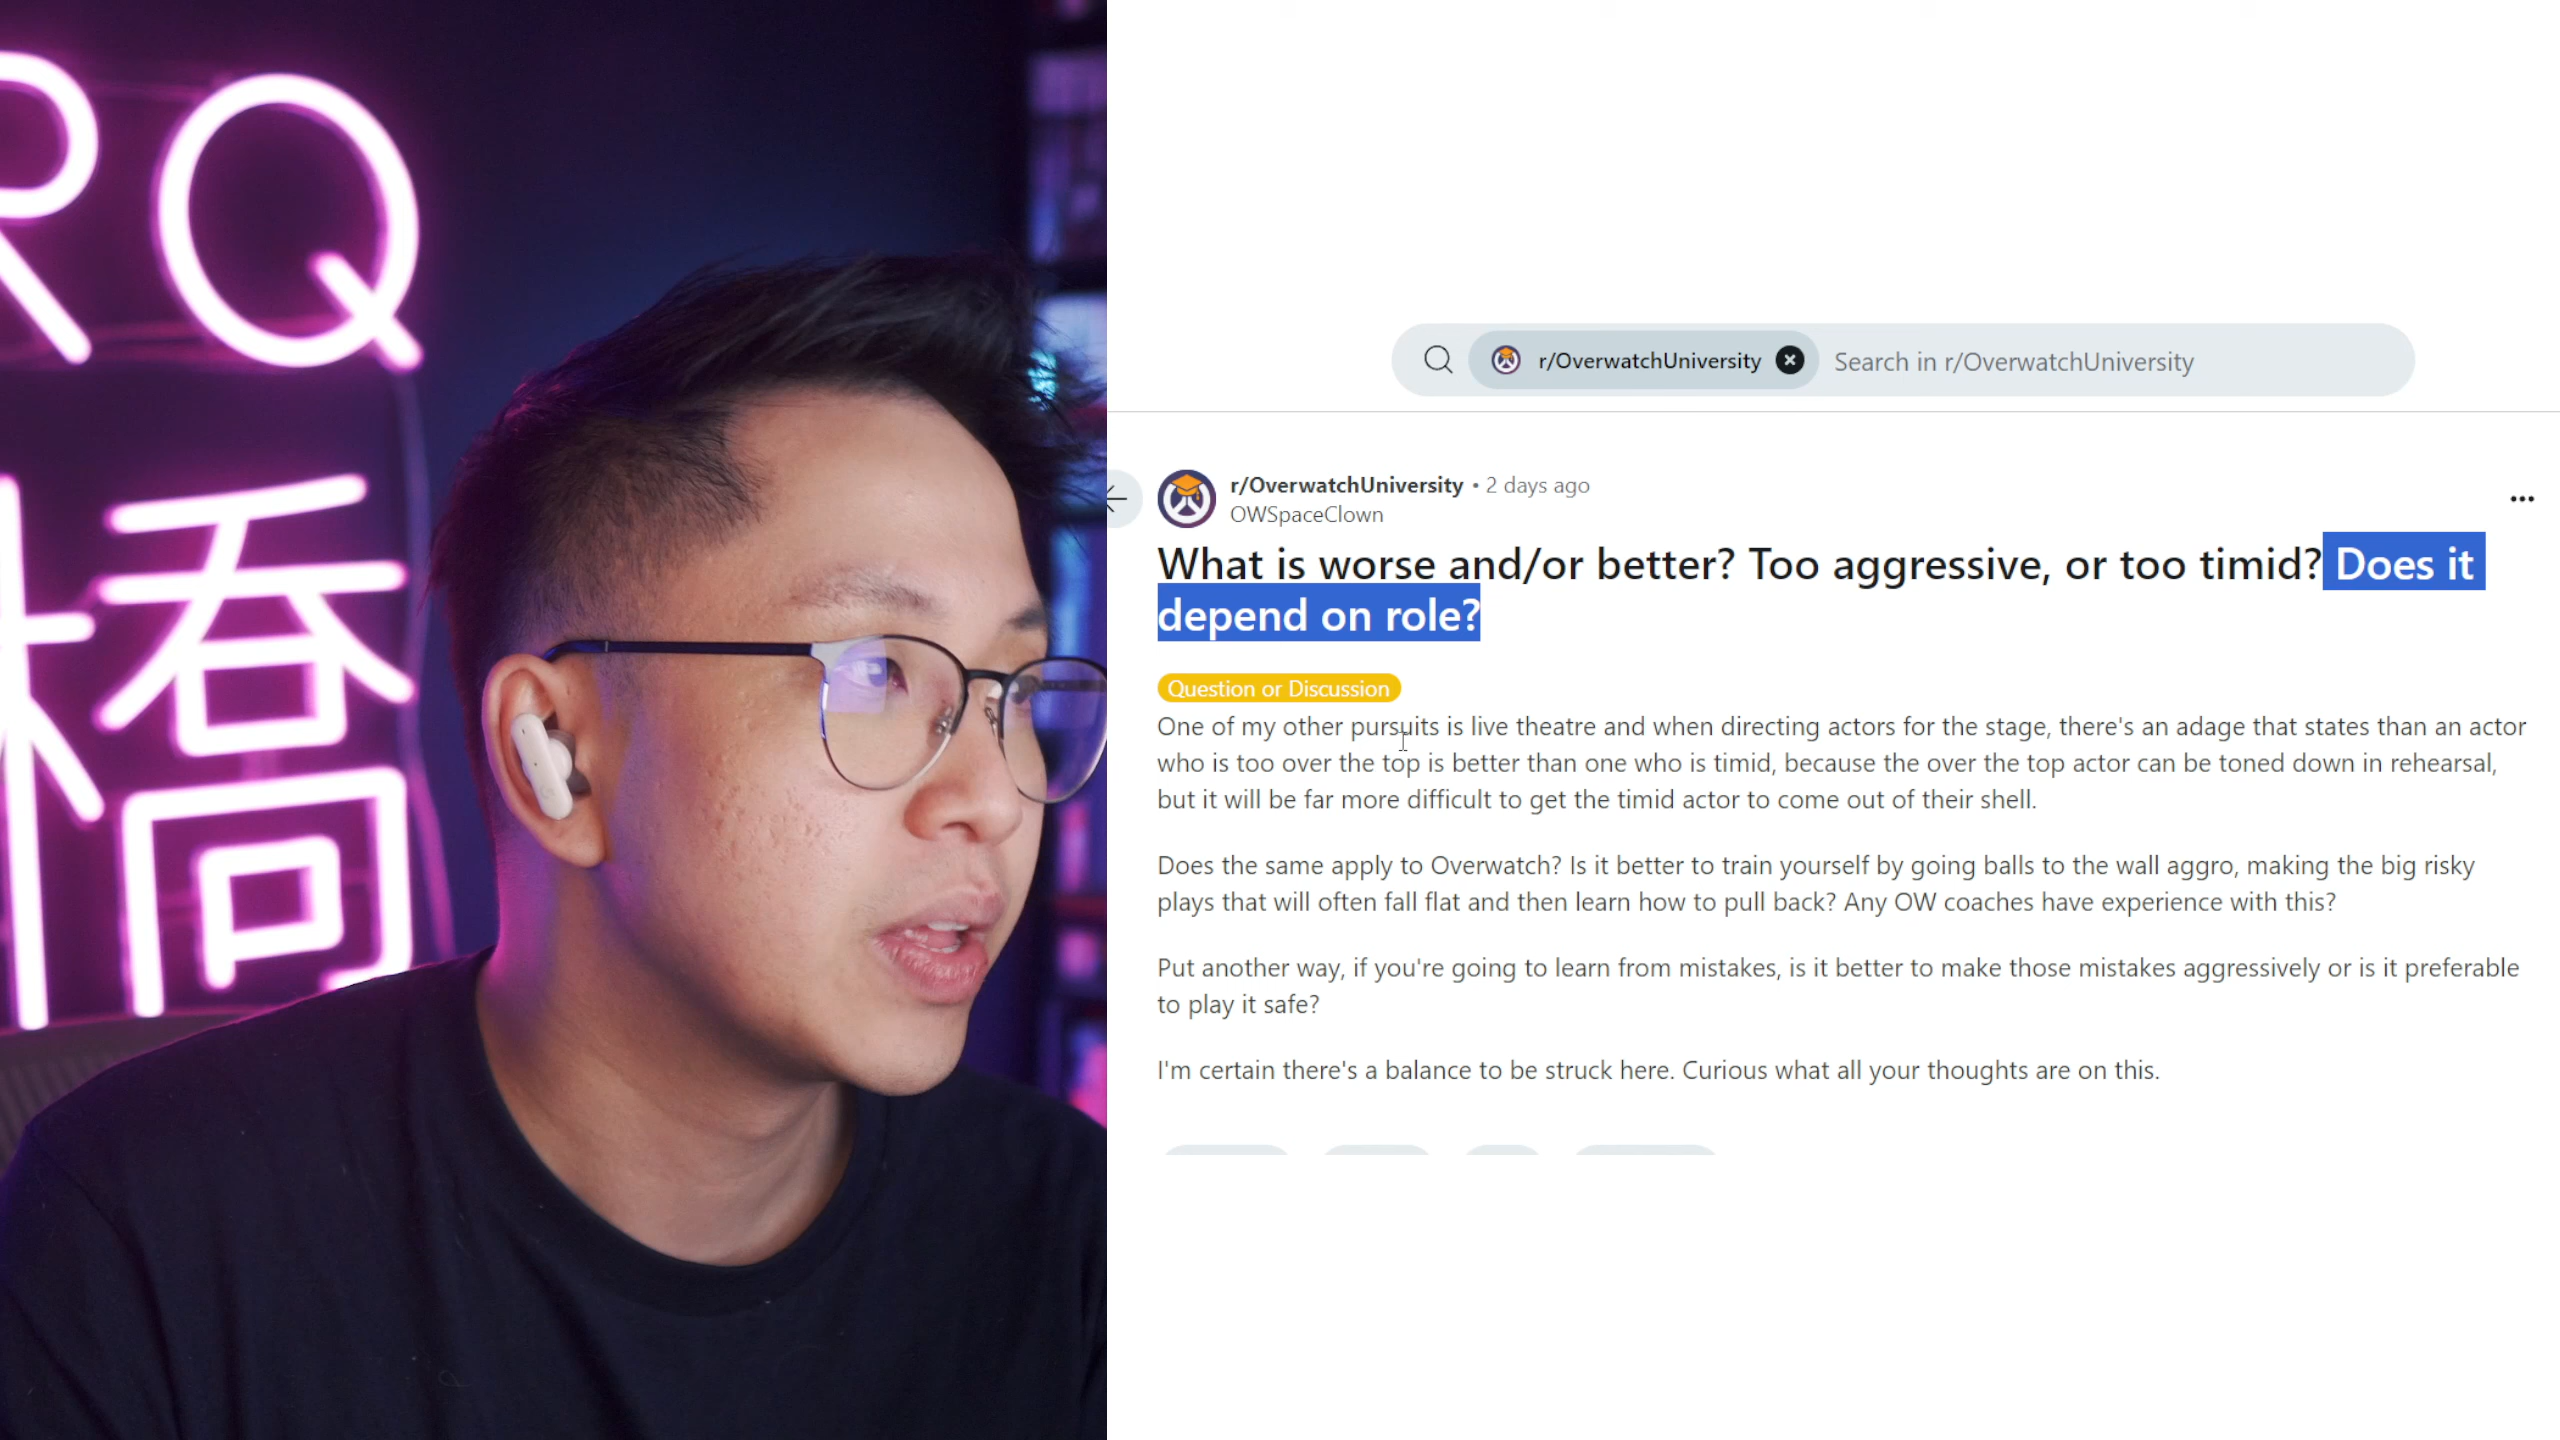 RQ
橋
r/OverwatchUniversity Search in r/OverwatchUniversity
r/OverwatchUniversity • 2 days ago
OWSpaceClown
What is worse and/or better? Too aggressive, or too timid? Does it
depend on role?
Question or Discussion
One of my other pursuits is live theatre and when directing actors for the stage, there's an adage that states than an actor
who is too over the top is better than one who is timid, because the over the top actor can be toned down in rehearsal,
but it will be far more difficult to get the timid actor to come out of their shell.
Does the same apply to Overwatch? Is it better to train yourself by going balls to the wall aggro, making the big risky
plays that will often fall flat and then learn how to pull back? Any OW coaches have experience with this?
Put another way, if you're going to learn from mistakes, is it better to make those mistakes aggressively or is it preferable
to play it safe?
I'm certain there's a balance to be struck here. Curious what all your thoughts are on this.